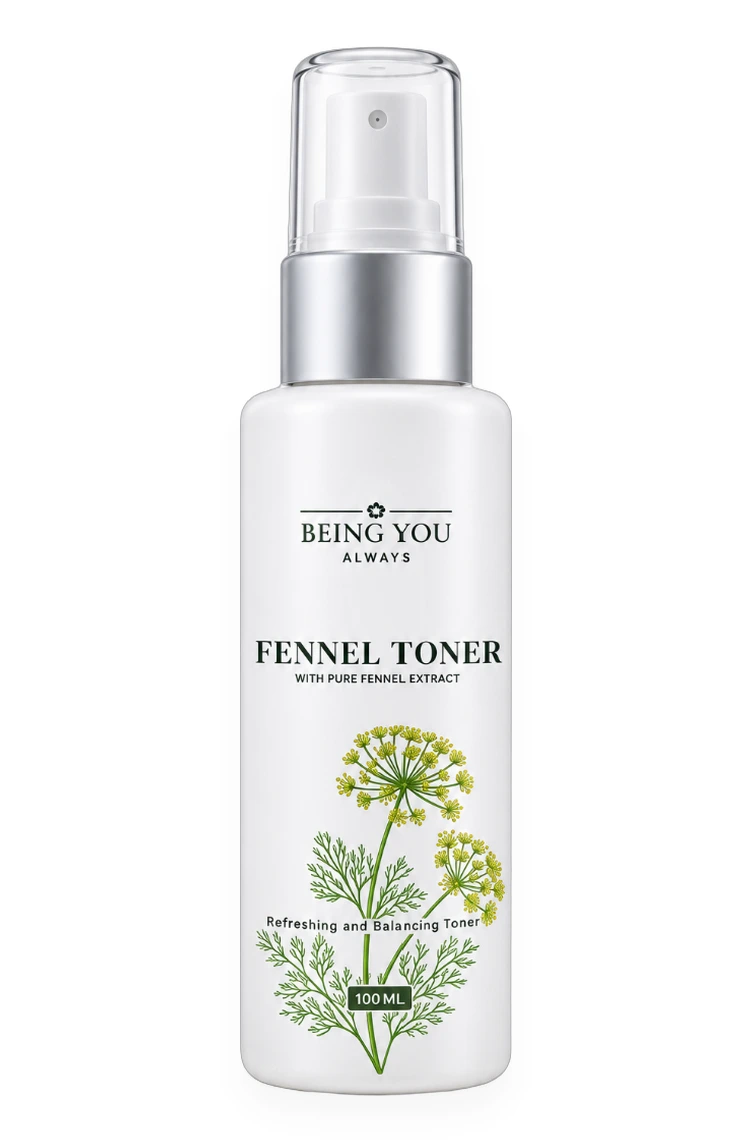 BEING YOU
ALWAYS
FENNEL TONER
WITH PURE FENNEL EXTRACT
Refreshing and Balancing Toner
100 ML